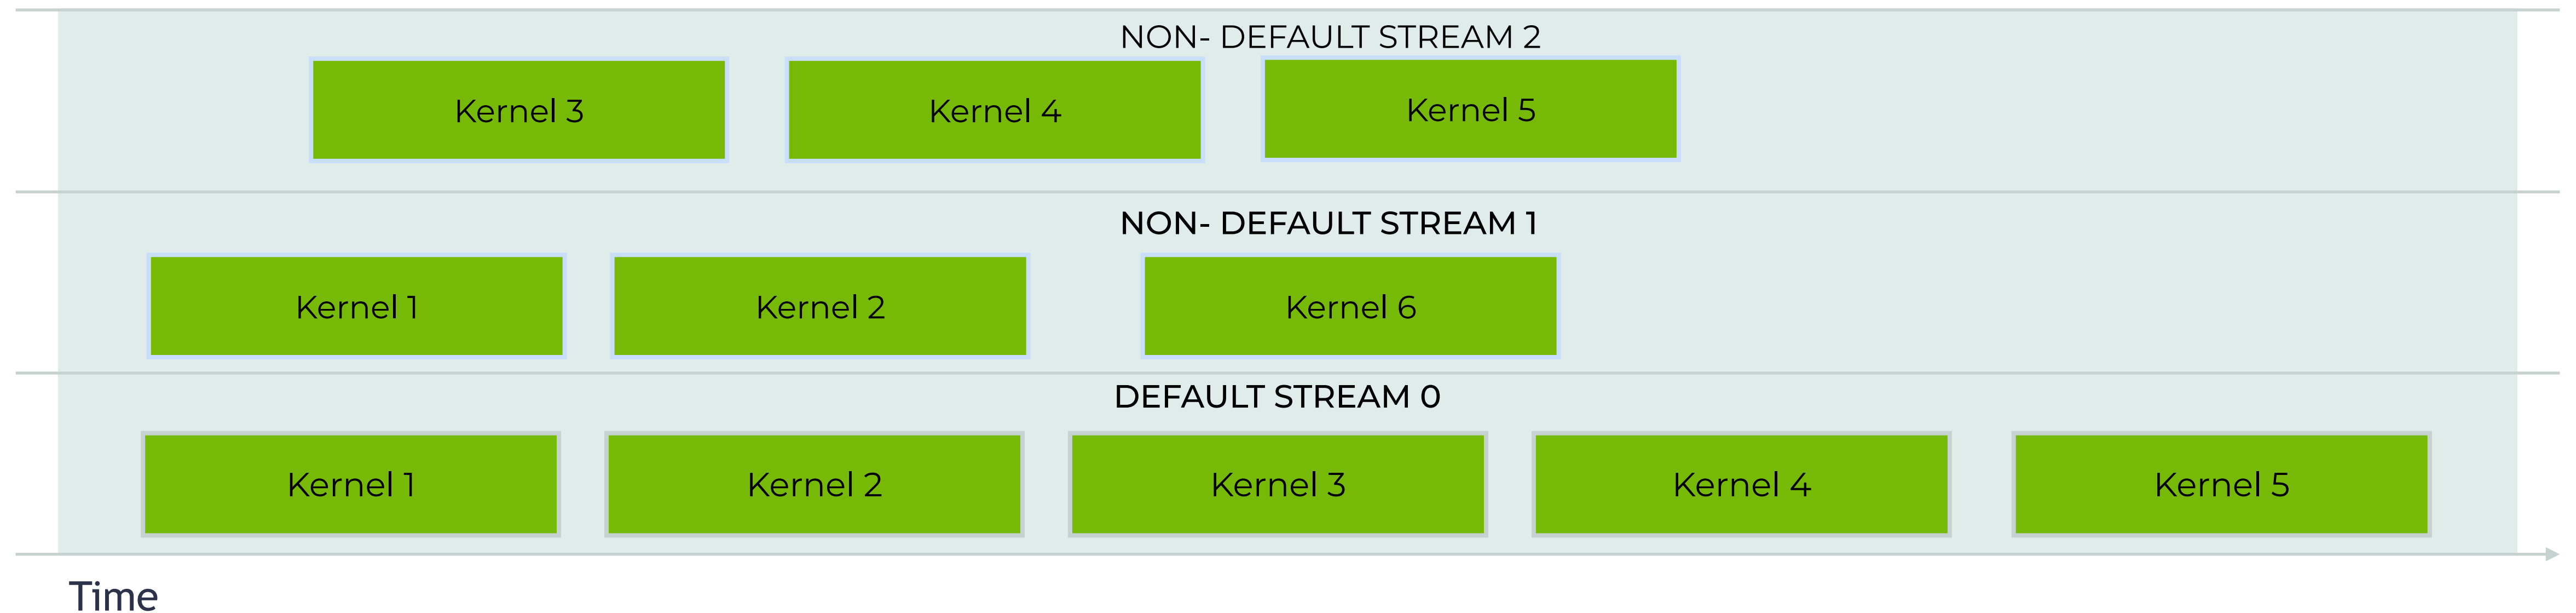 NON- DEFAULT STREAM 2
Kernel 3
Kernel 4
Kernel 5
NON- DEFAULT STREAM 1
Kernel 1
Kernel 2
Kernel 6
DEFAULT STREAM 0
Kernel 1
Kernel 2
Kernel 3
Kernel 4
Kernel 5
Time